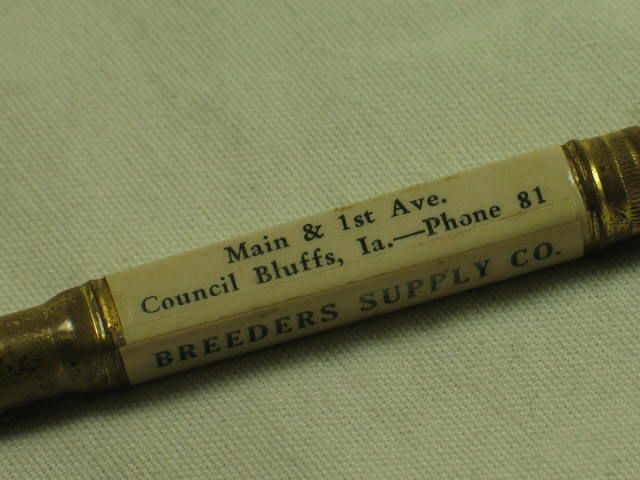 Main & 1st Ave.
Council Bluffs, Ia.—Phone 81
BREEDERS SUPPLY CO.